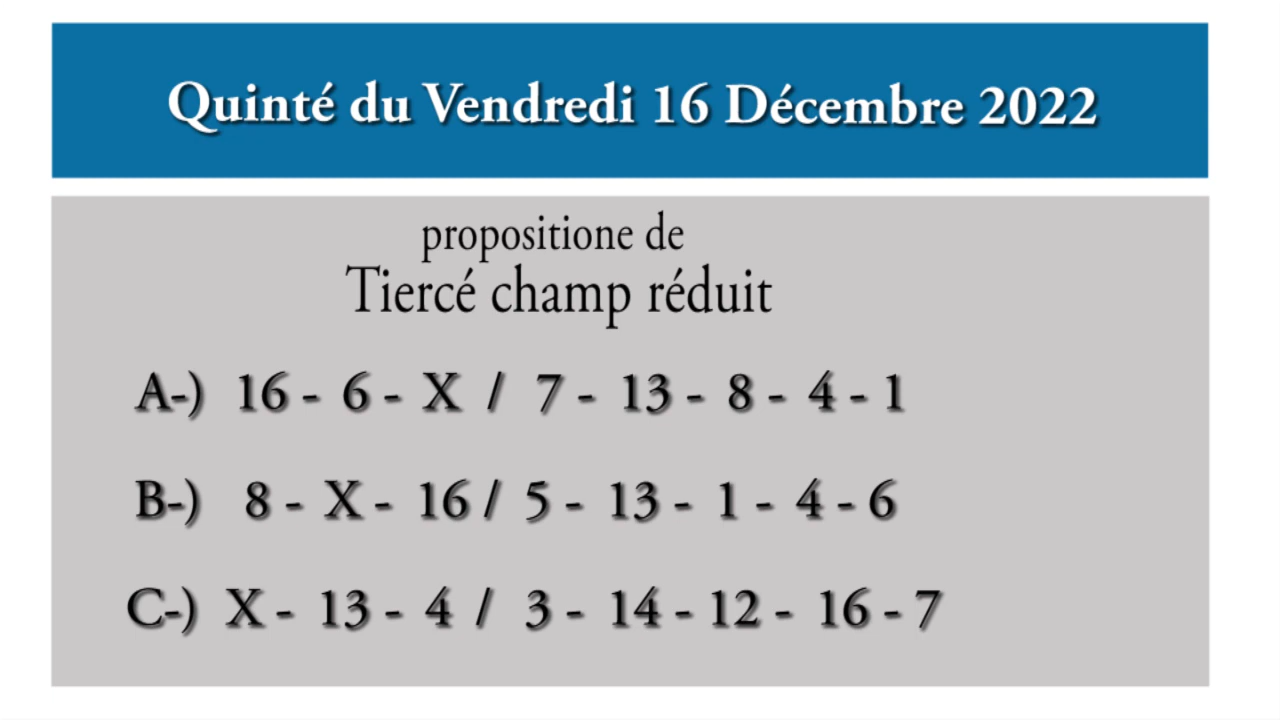 Quinté du Vendredi 16 Décembre 2022
propositione de
Tiercé champ réduit
A-) 16 - 6 - X / 7 - 13 - 8 - 4 - 1
B-) 8 - X - 16 / 5 - 13 - 1 - 4 - 6
C-) X - 13 - 4 / 3 - 14 - 12 - 16 - 7